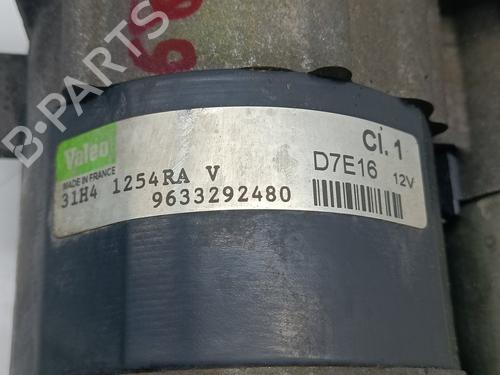 B-PARTS
Valeo
MADE IN FRANCE
31H4 1254RA V
9633292480
Cl. 1
D7E16 12V